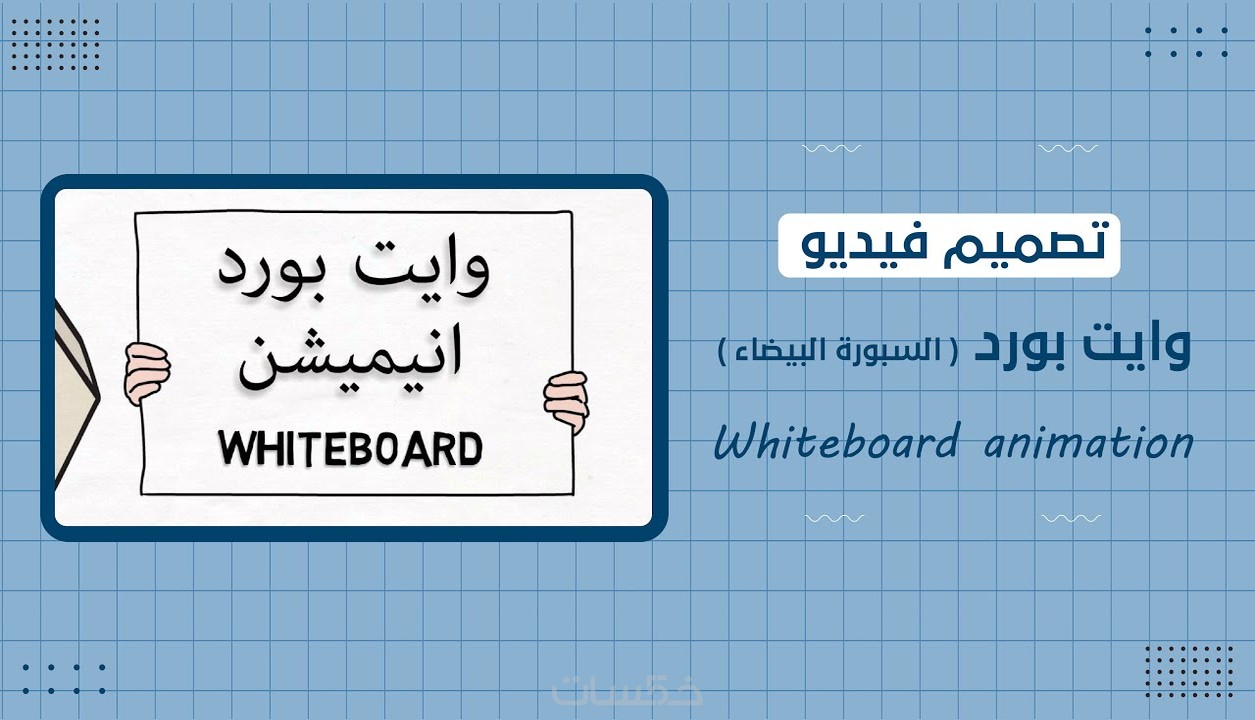 تصميم فيديو
وايت بورد ( السبورة البيضاء )
Whiteboard animation
وايت بورد
انيميشن
WHITEBOARD
خمسات